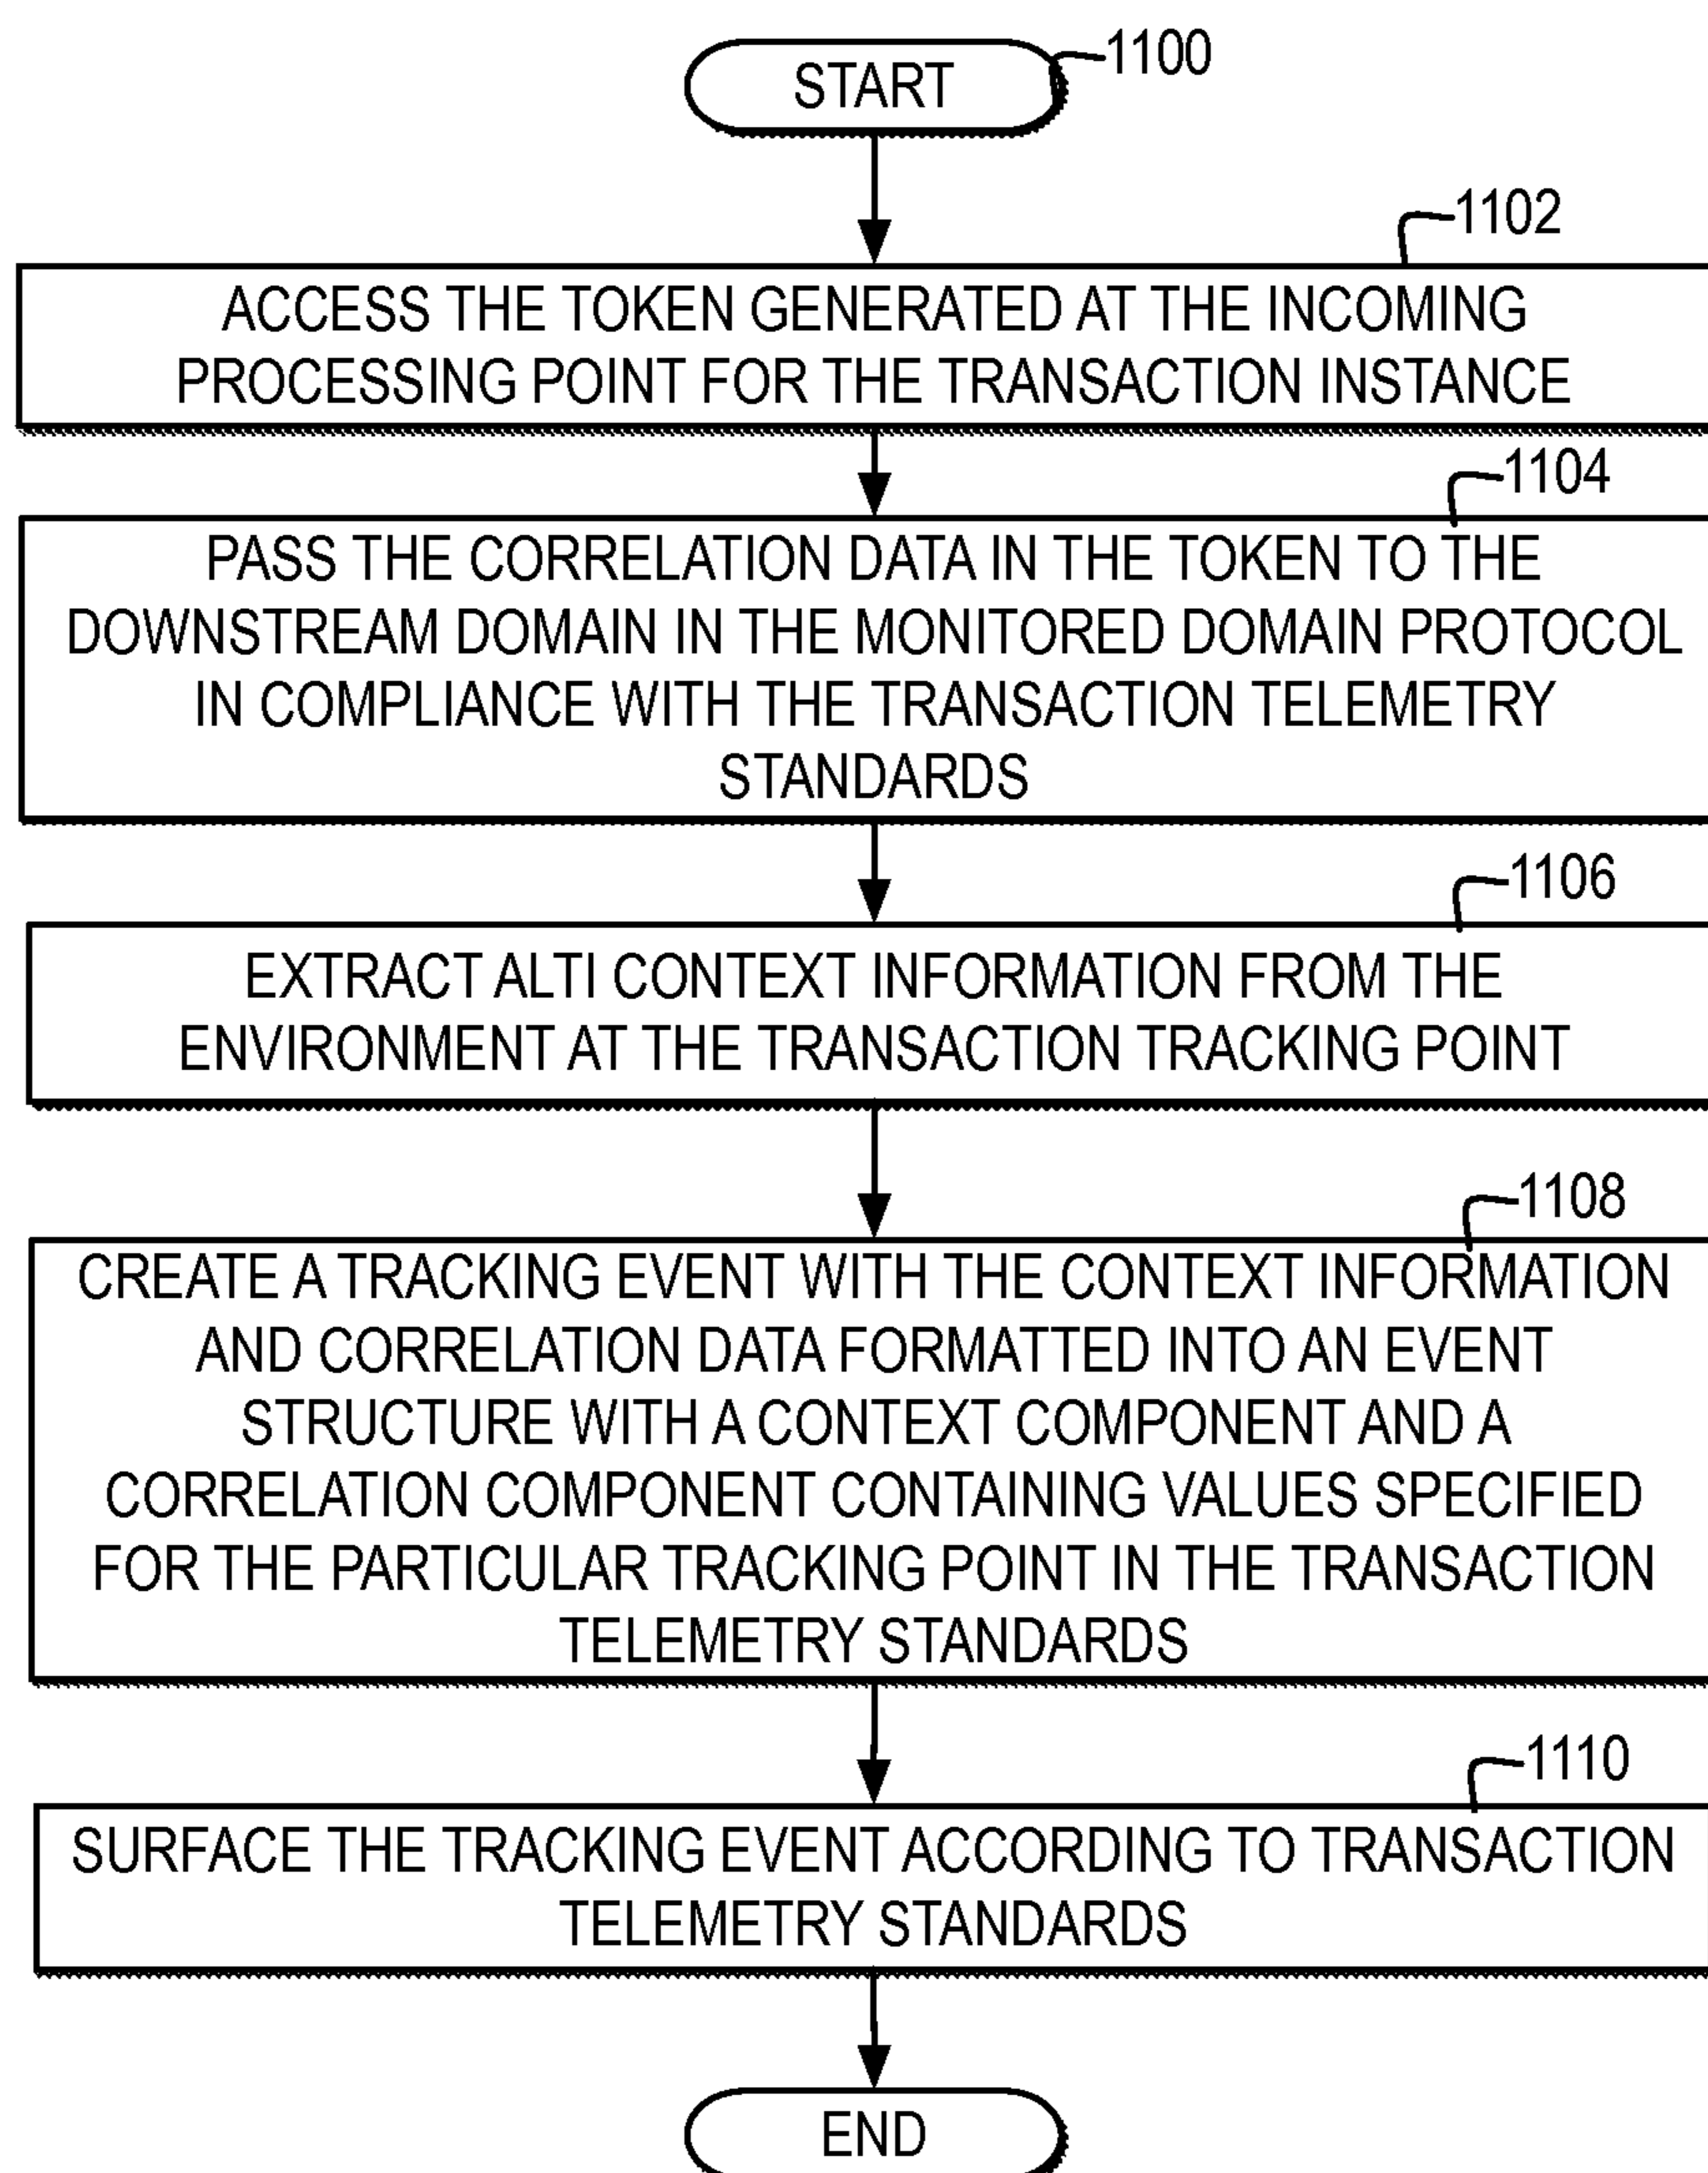 1100
START
1102
ACCESS THE TOKEN GENERATED AT THE INCOMING
PROCESSING POINT FOR THE TRANSACTION INSTANCE
1104
PASS THE CORRELATION DATA IN THE TOKEN TO THE
DOWNSTREAM DOMAIN IN THE MONITORED DOMAIN PROTOCOL
IN COMPLIANCE WITH THE TRANSACTION TELEMETRY
STANDARDS
1106
EXTRACT ALTI CONTEXT INFORMATION FROM THE
ENVIRONMENT AT THE TRANSACTION TRACKING POINT
1108
CREATE A TRACKING EVENT WITH THE CONTEXT INFORMATION
AND CORRELATION DATA FORMATTED INTO AN EVENT
STRUCTURE WITH A CONTEXT COMPONENT AND A
CORRELATION COMPONENT CONTAINING VALUES SPECIFIED
FOR THE PARTICULAR TRACKING POINT IN THE TRANSACTION
TELEMETRY STANDARDS
1110
SURFACE THE TRACKING EVENT ACCORDING TO TRANSACTION
TELEMETRY STANDARDS
END